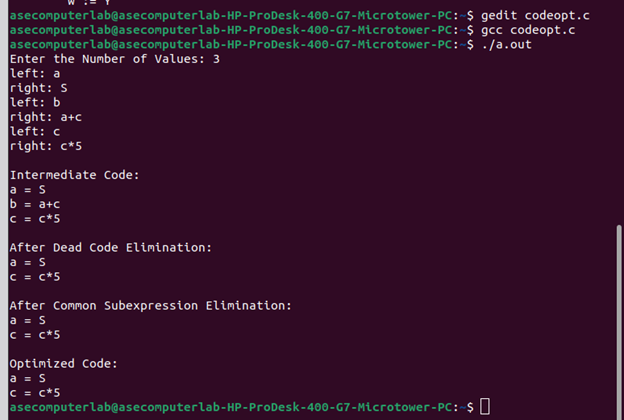 w := Y
asecomputerlab@asecomputerlab-HP-ProDesk-400-G7-Microtower-PC:~$ gedit codeopt.c
asecomputerlab@asecomputerlab-HP-ProDesk-400-G7-Microtower-PC:~$ gcc codeopt.c
asecomputerlab@asecomputerlab-HP-ProDesk-400-G7-Microtower-PC:~$ ./a.out
Enter the Number of Values: 3
left: a
right: S
left: b
right: a+c
left: c
right: c*5

Intermediate Code:
a = S
b = a+c
c = c*5

After Dead Code Elimination:
a = S
c = c*5

After Common Subexpression Elimination:
a = S
c = c*5

Optimized Code:
a = S
c = c*5
asecomputerlab@asecomputerlab-HP-ProDesk-400-G7-Microtower-PC:~$